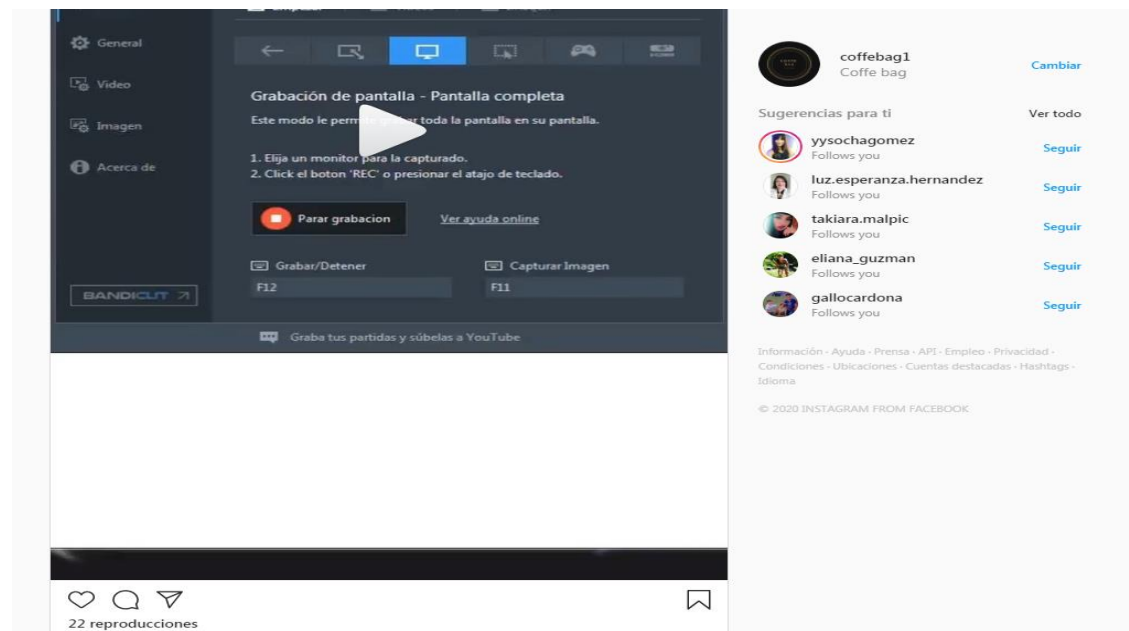 General
Video
Imagen
Acerca de
BANDICUT
Grabación de pantalla - Pantalla completa
Este modo le toda la pantalla en su pantalla.
1. Elija un monitor para la capturado.
2. Click el boton 'REC' o presionar el atajo de teclado.
Parar grabacion Ver ayuda online
Grabar/Detener Capturar Imagen
F12 F11
Graba tus partidas y súbelas a YouTube
22 reproducciones
coffebag1
Coffe bag
Cambiar
Sugerencias para ti Ver todo
yysochagomez
Follows you
Seguir
luz.esperanza.hernandez
Follows you
Seguir
takiara.malpic
Follows you
Seguir
eliana_guzman
Follows you
Seguir
gallocardona
Follows you
Seguir
Información · Ayuda · Prensa · API · Empleo · Privacidad ·
Condiciones · Ubicaciones · Cuentas destacadas · Hashtags ·
Idioma
© 2020 INSTAGRAM FROM FACEBOOK